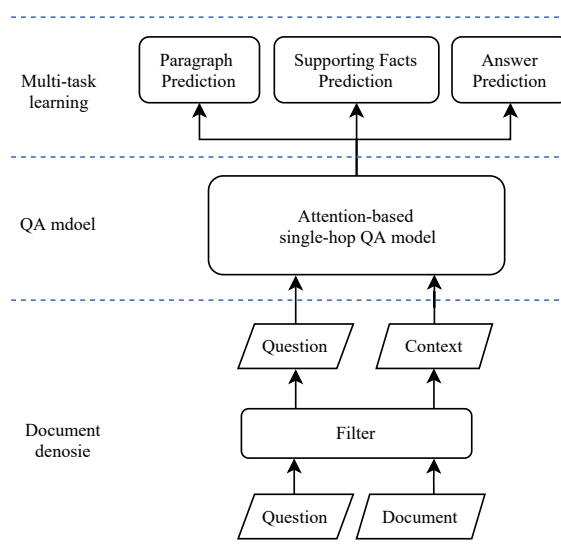 Multi-task
learning
Paragraph
Prediction
Supporting Facts
Prediction
Answer
Prediction
QA mdoel
Attention-based
single-hop QA model
Question
Context
Document
denosie
Filter
Question
Document